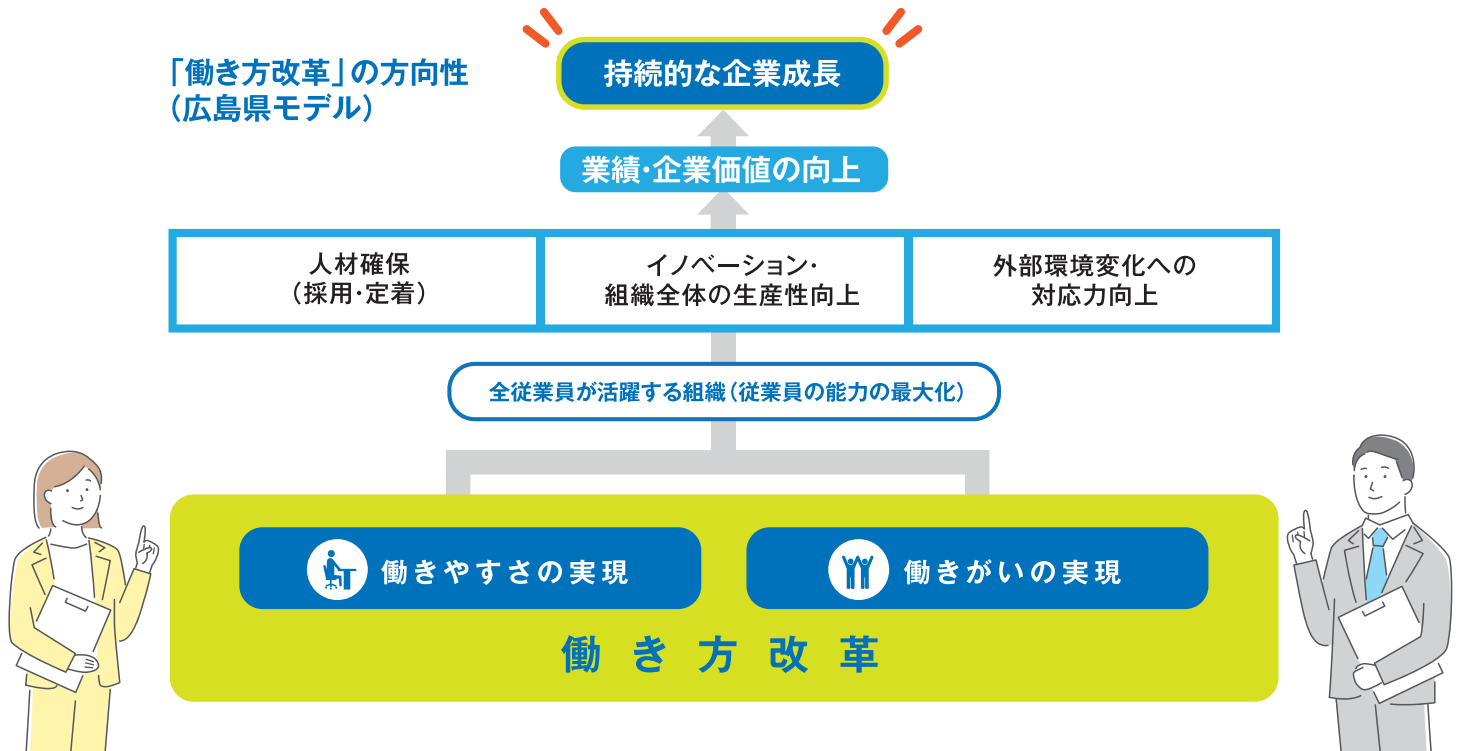 「働き方改革」の方向性
（広島県モデル）
持続的な企業成長
業績・企業価値の向上
人材確保
（採用・定着）
イノベーション・
組織全体の生産性向上
外部環境変化への
対応力向上
全従業員が活躍する組織（従業員の能力の最大化）
働きやすさの実現
働きがいの実現
働き方改革